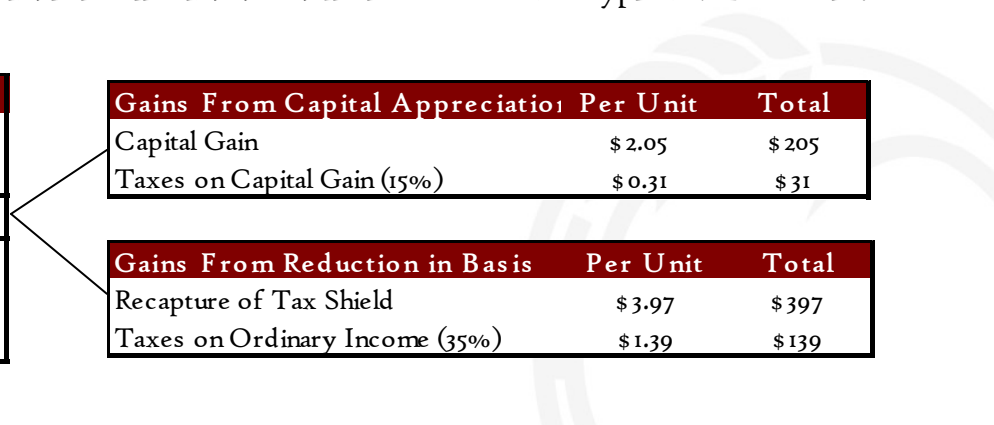 Gains From Capital Appreciation Per Unit Total
Capital Gain $2.05 $205
Taxes on Capital Gain (15%) $0.31 $31
Gains From Reduction in Basis Per Unit Total
Recapture of Tax Shield $3.97 $397
Taxes on Ordinary Income (35%) $1.39 $139